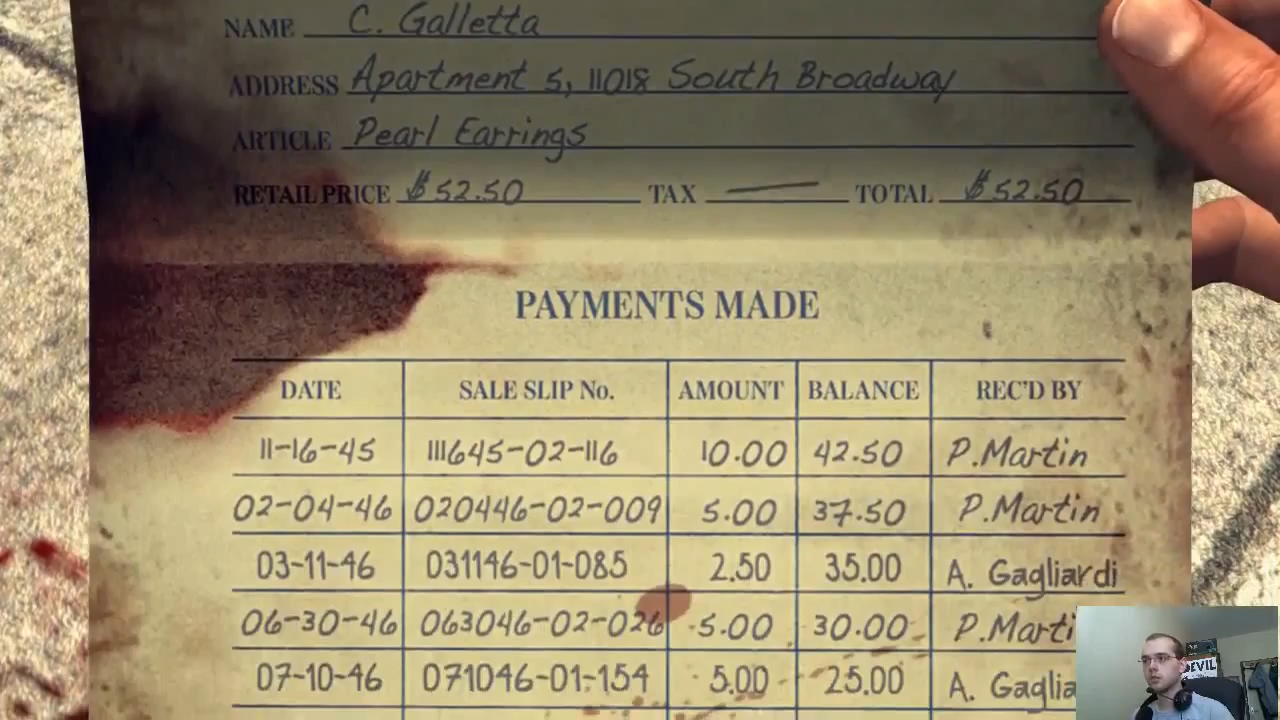 NAME C. Galletta
ADDRESS Apartment 5, 11018 South Broadway
ARTICLE Pearl Earrings
RETAIL PRICE $52.50 TAX — TOTAL $52.50
PAYMENTS MADE
DATE SALE SLIP No. AMOUNT BALANCE REC'D BY
11-16-45 111645-02-116 10.00 42.50 P.Martin
02-04-46 020446-02-009 5.00 37.50 P.Martin
03-11-46 031146-01-085 2.50 35.00 A. Gagliardi
06-30-46 063046-02-026 5.00 30.00 P.Marti
07-10-46 071046-01-154 5.00 25.00 A. Gaglia
DEVIL